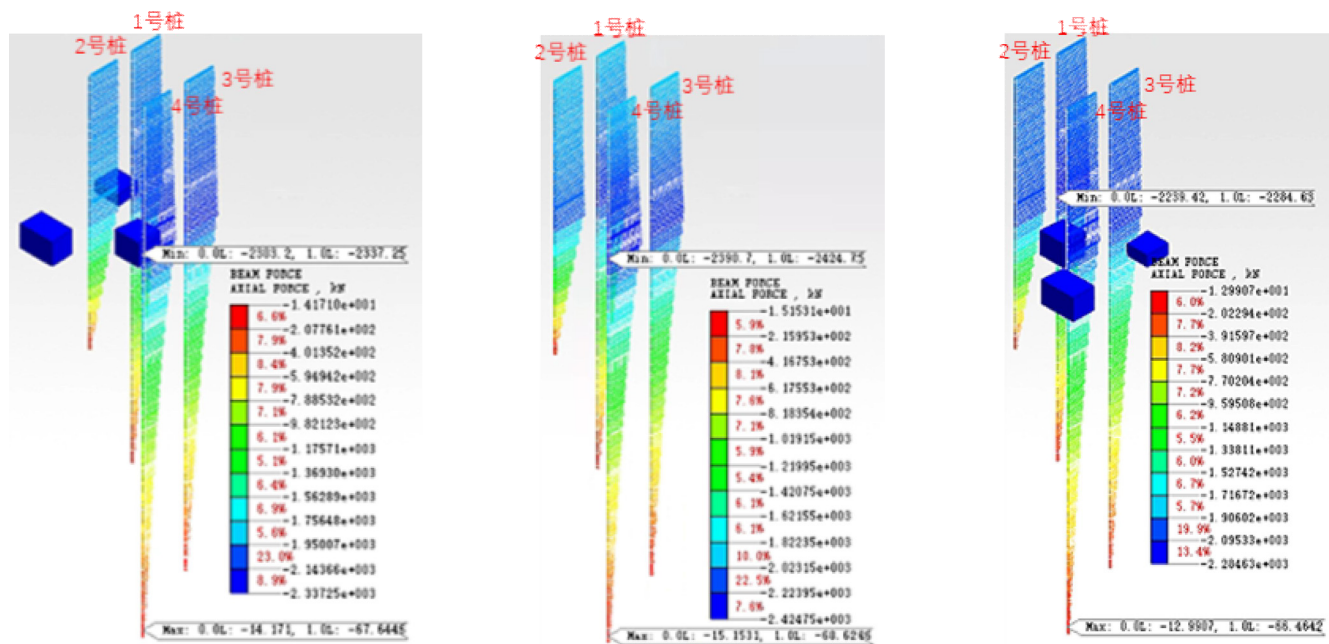 1号桩
2号桩
3号桩
4号桩
Min: 0.0L: -2303.2, 1.0L: -2337.25
BEAM FORCE
AXIAL FORCE , kN
-1.41710e+001
6.6%
-2.07761e+002
7.9%
-4.01352e+002
8.4%
-5.94942e+002
7.9%
-7.88532e+002
7.1%
-9.82123e+002
6.1%
-1.17571e+003
5.1%
-1.36930e+003
6.4%
-1.56289e+003
6.9%
-1.75648e+003
5.6%
-1.95007e+003
23.0%
-2.14366e+003
8.9%
-2.33725e+003
Max: 0.0L: -14.171, 1.0L: -67.6445
1号桩
2号桩
3号桩
4号桩
Min: 0.0L: -2390.7, 1.0L: -2424.75
BEAM FORCE
AXIAL FORCE , kN
-1.51531e+001
5.9%
-2.15953e+002
7.8%
-4.16753e+002
8.1%
-6.17553e+002
7.6%
-8.18354e+002
7.1%
-1.01915e+003
5.9%
-1.21995e+003
5.4%
-1.42075e+003
6.1%
-1.62155e+003
6.1%
-1.82235e+003
10.0%
-2.02315e+003
22.5%
-2.22395e+003
7.6%
-2.42475e+003
Max: 0.0L: -15.1531, 1.0L: -68.6265
1号桩
2号桩
3号桩
4号桩
Min: 0.0L: -2239.42, 1.0L: -2284.63
BEAM FORCE
AXIAL FORCE , kN
-1.29907e+001
6.0%
-2.02294e+002
7.7%
-3.91597e+002
8.2%
-5.80901e+002
7.7%
-7.70204e+002
7.2%
-9.59508e+002
6.2%
-1.14881e+003
5.5%
-1.33811e+003
6.0%
-1.52742e+003
6.7%
-1.71672e+003
5.7%
-1.90602e+003
19.9%
-2.09533e+003
13.4%
-2.28463e+003
Max: 0.0L: -12.9907, 1.0L: -66.4642